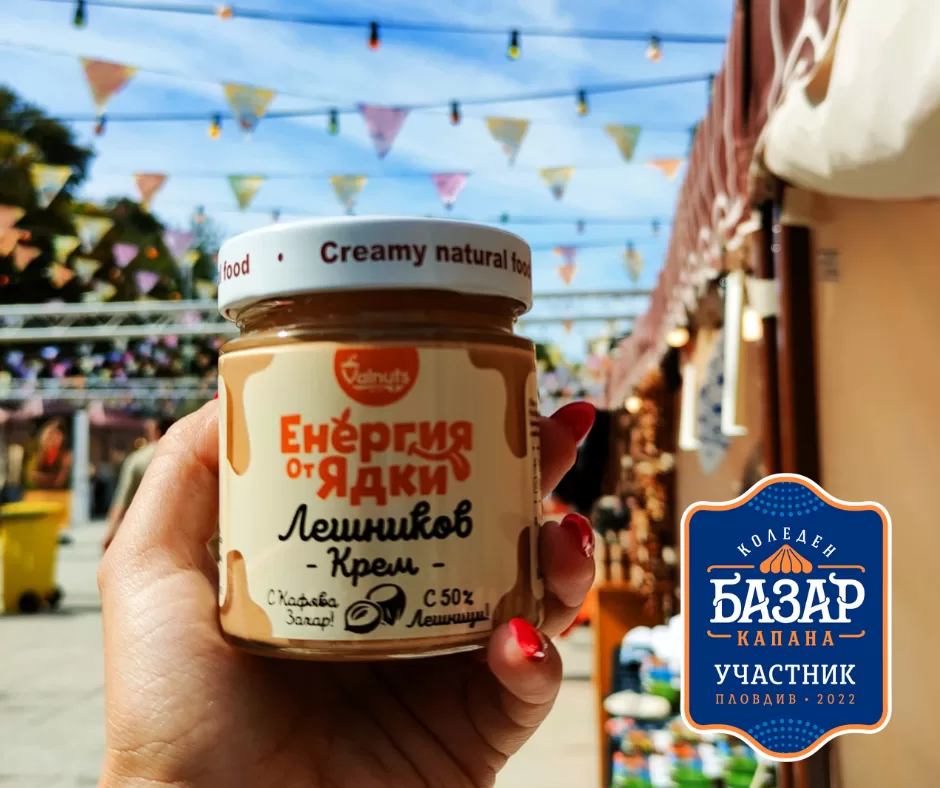 food • Creamy natural food
Valnuts
Енергия
От Ядки
Лешников
- Крем -
С Кафява
Захар!
С 50%
Лешници!
КОЛЕДЕН
БАЗАР
КАПАНА
УЧАСТНИК
ПЛОВДИВ • 2022